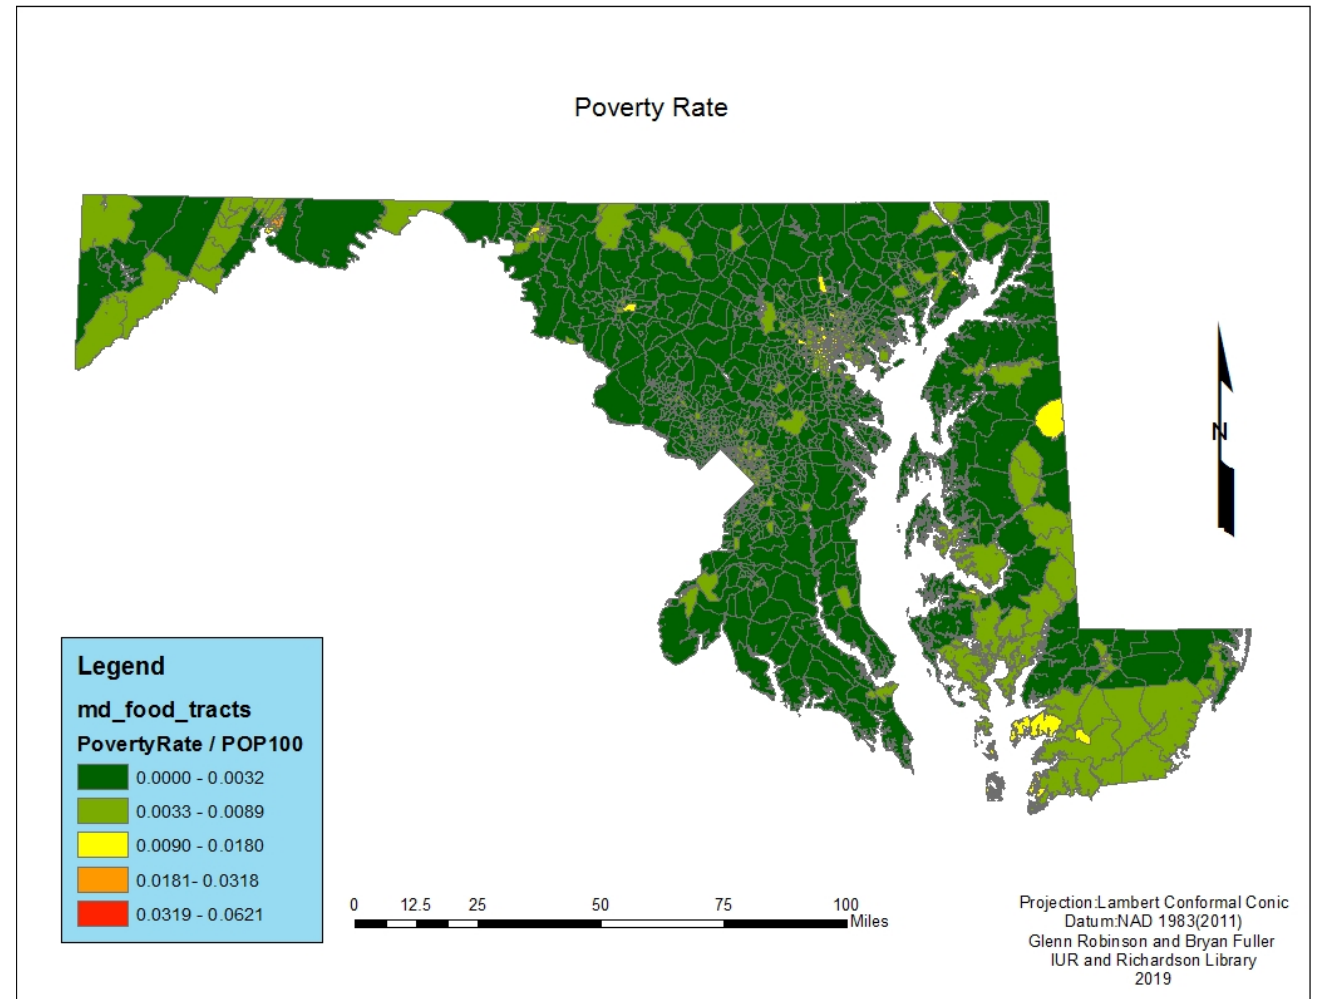 Poverty Rate
N
Legend
md_food_tracts
PovertyRate / POP100
0.0000 - 0.0032
0.0033 - 0.0089
0.0090 - 0.0180
0.0181- 0.0318
0.0319 - 0.0621
0 12.5 25 50 75 100
Miles
Projection:Lambert Conformal Conic
Datum:NAD 1983(2011)
Glenn Robinson and Bryan Fuller
IUR and Richardson Library
2019